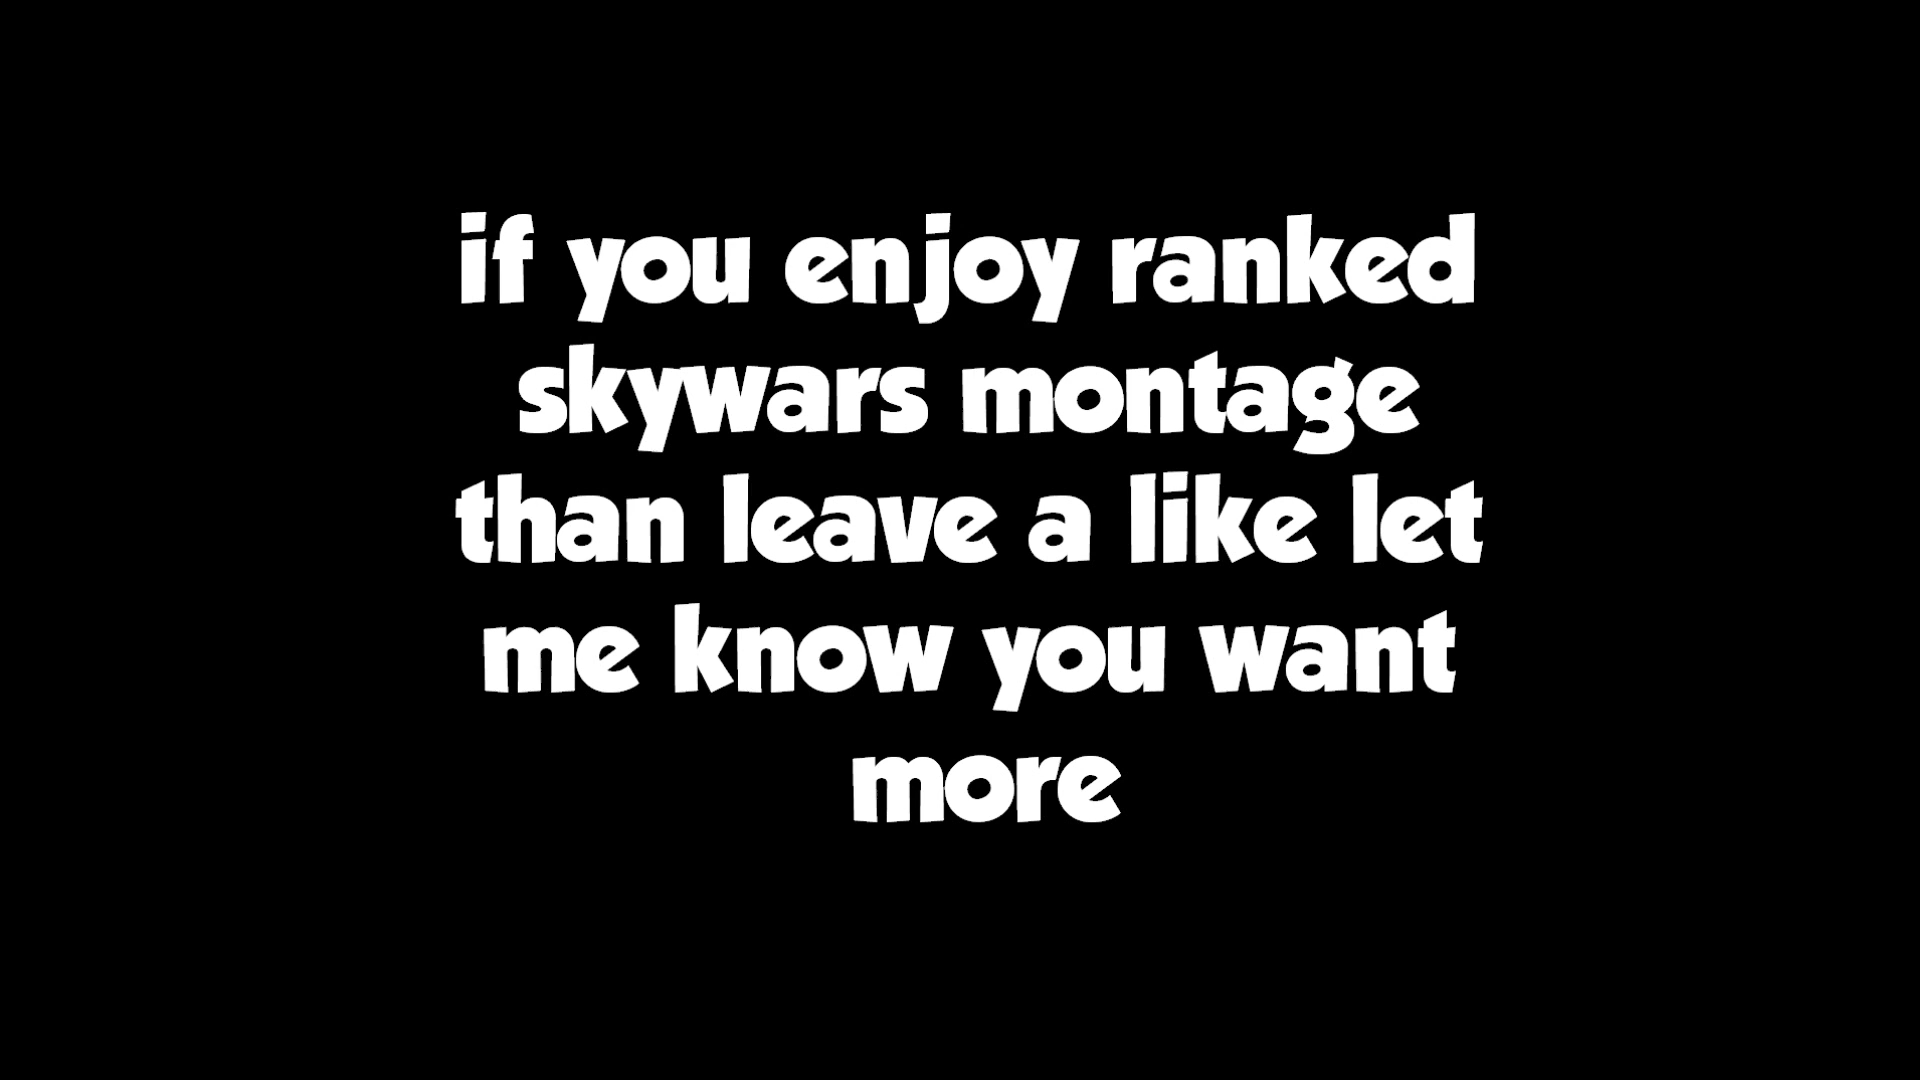 if you enjoy ranked
skywars montage
than leave a like let
me know you want
more